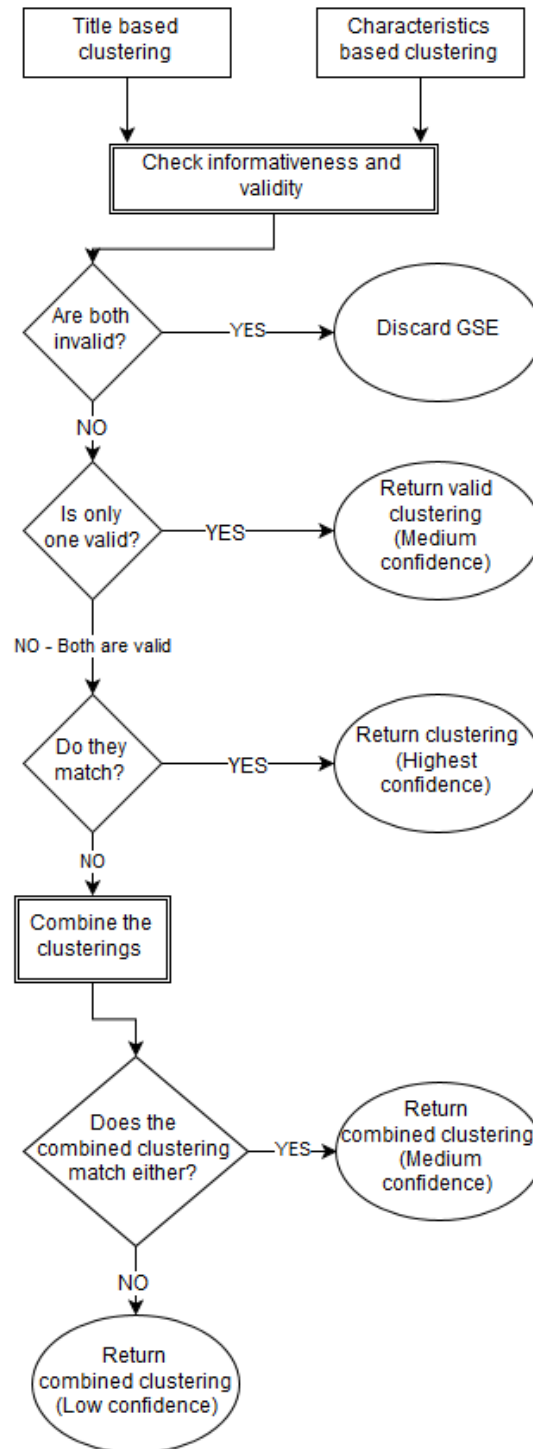 Title based
clustering
Characteristics
based clustering
Check informativeness and
validity
Are both
invalid?
YES
Discard GSE
NO
Is only
one valid?
YES
Return valid
clustering
(Medium
confidence)
NO - Both are valid
Do they
match?
YES
Return clustering
(Highest
confidence)
NO
Combine the
clusterings
Does the
combined clustering
match either?
YES
Return
combined clustering
(Medium
confidence)
NO
Return
combined clustering
(Low confidence)